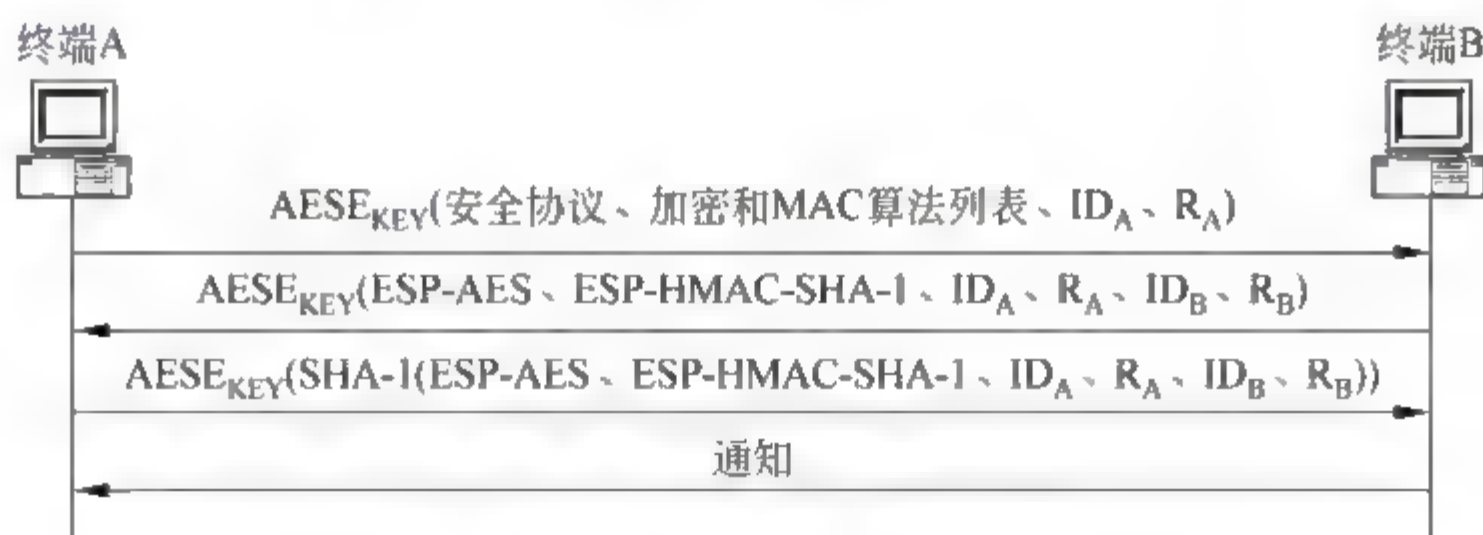 终端A
终端B
AESE_KEY(安全协议、加密和MAC算法列表、ID_A、R_A)
AESE_KEY(ESP-AES、ESP-HMAC-SHA-1、ID_A、R_A、ID_B、R_B)
AESE_KEY(SHA-1(ESP-AES、ESP-HMAC-SHA-1、ID_A、R_A、ID_B、R_B))
通知